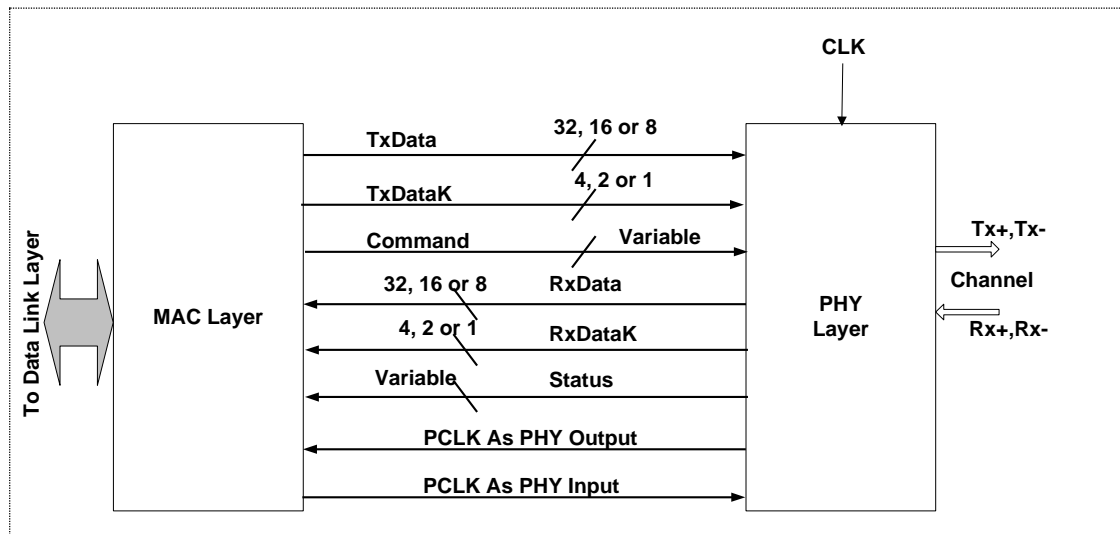 CLK
To Data Link Layer
MAC Layer
TxData
32, 16 or 8
TxDataK
4, 2 or 1
Command
Variable
32, 16 or 8
RxData
4, 2 or 1
RxDataK
Variable
Status
PCLK As PHY Output
PCLK As PHY Input
PHY
Layer
Tx+,Tx-
Channel
Rx+,Rx-